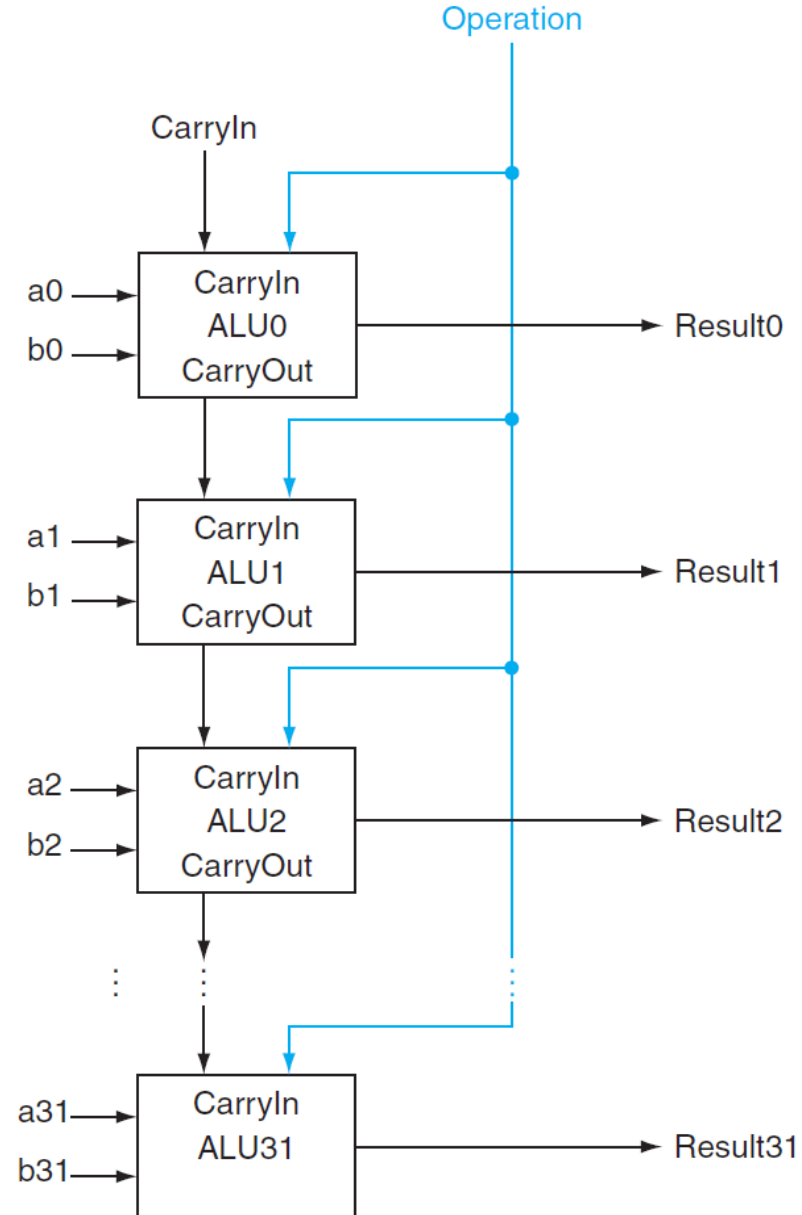 Operation
CarryIn
a0
b0
CarryIn
ALU0
CarryOut
Result0
a1
b1
CarryIn
ALU1
CarryOut
Result1
a2
b2
CarryIn
ALU2
CarryOut
Result2
a31
b31
CarryIn
ALU31
Result31